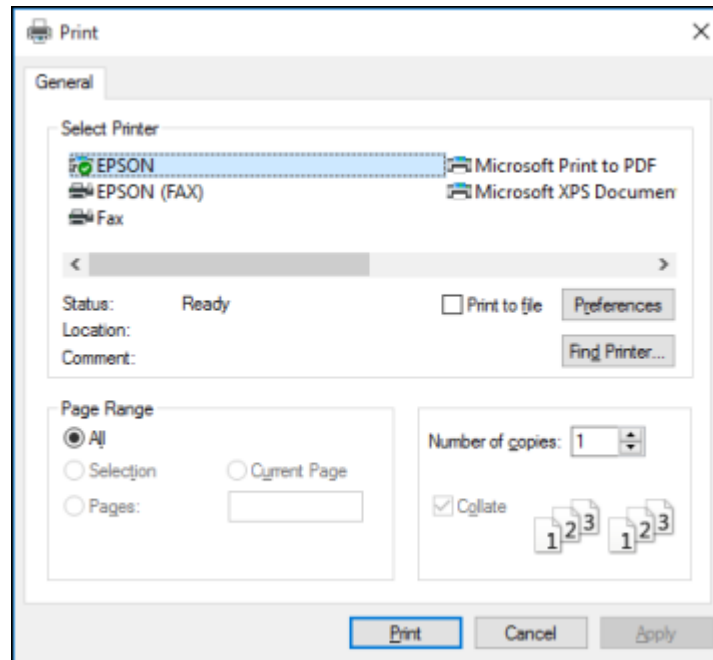 Print
General
Select Printer
EPSON
Microsoft Print to PDF
EPSON (FAX)
Microsoft XPS Documen
Fax
Status: Ready
Print to file
Preferences
Location:
Comment:
Find Printer...
Page Range
All
Selection
Current Page
Pages:
Number of copies: 1
Collate
1 2 3 1 2 3
Print
Cancel
Apply